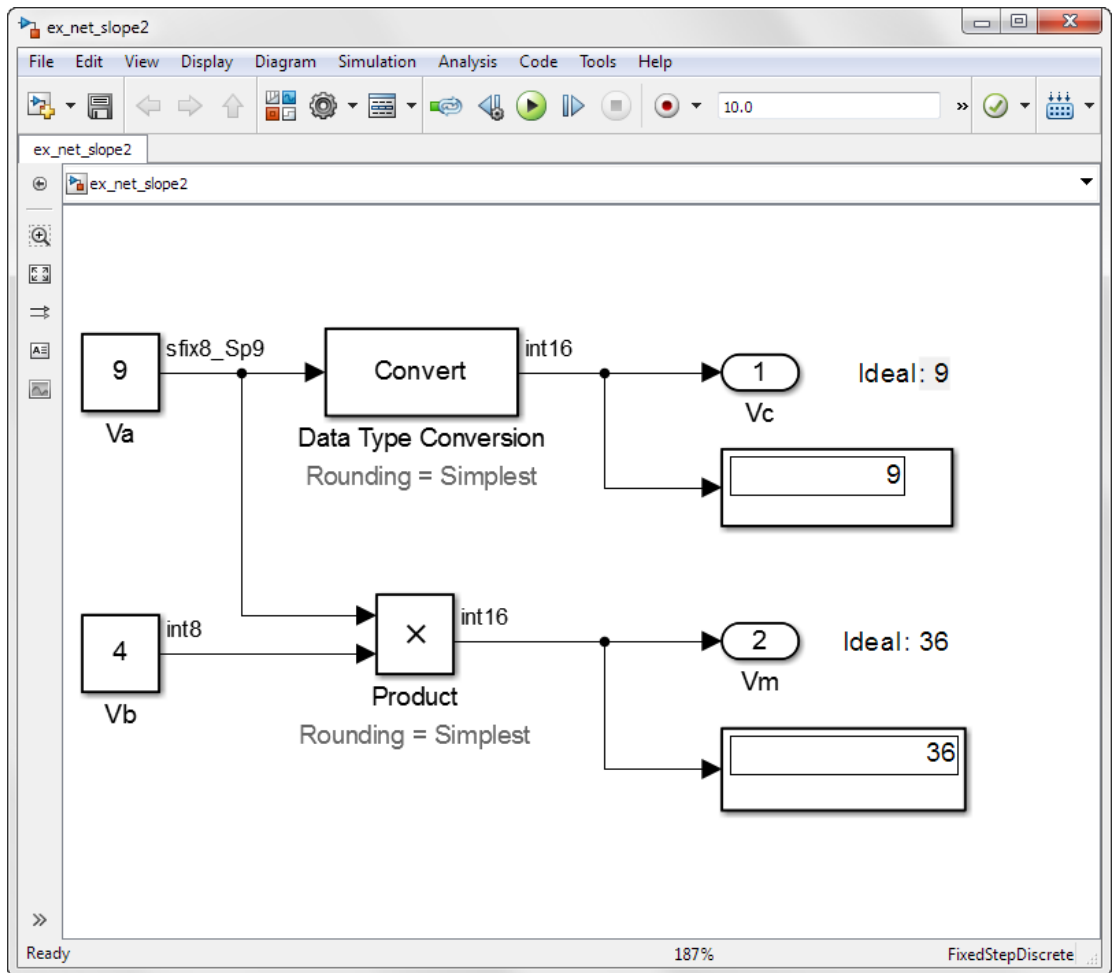 ex_net_slope2
File Edit View Display Diagram Simulation Analysis Code Tools Help
10.0 »
ex_net_slope2
ex_net_slope2
9
sfix8_Sp9
Convert
int16
1
Ideal: 9
Va
Data Type Conversion
Vc
Rounding = Simplest
9
4
int8
×
int16
2
Ideal: 36
Vb
Product
Vm
Rounding = Simplest
36
»
Ready 187% FixedStepDiscrete